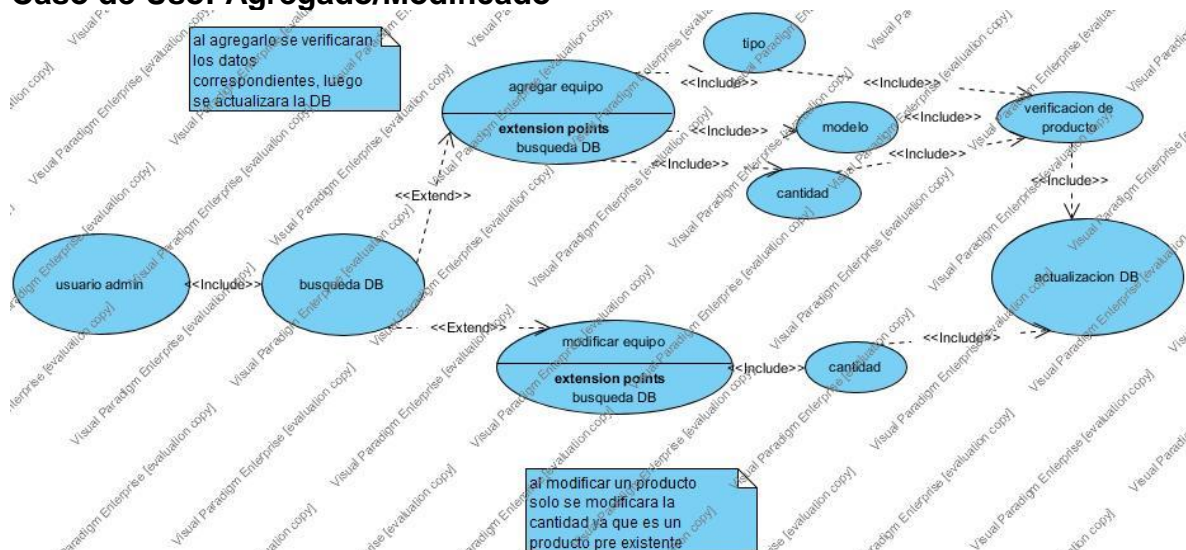 Caso de Uso: Agregado/Modificado
al agregarlo se verificaran
los datos
correspondientes, luego
se actualizara la DB
tipo
agregar equipo
extension points
busqueda DB
<<Include>>
<<Include>>
<<Include>>
modelo
cantidad
<<Include>>
<<Include>>
<<Include>>
verificacion de
producto
<<Include>>
<<Extend>>
usuario admin
<<Include>>
busqueda DB
actualizacion DB
<<Extend>>
modificar equipo
extension points
busqueda DB
<<Include>>
cantidad
<<Include>>
al modificar un producto
solo se modificara la
cantidad ya que es un
producto pre existente
Visual Paradigm Enterprise [evaluation copy]